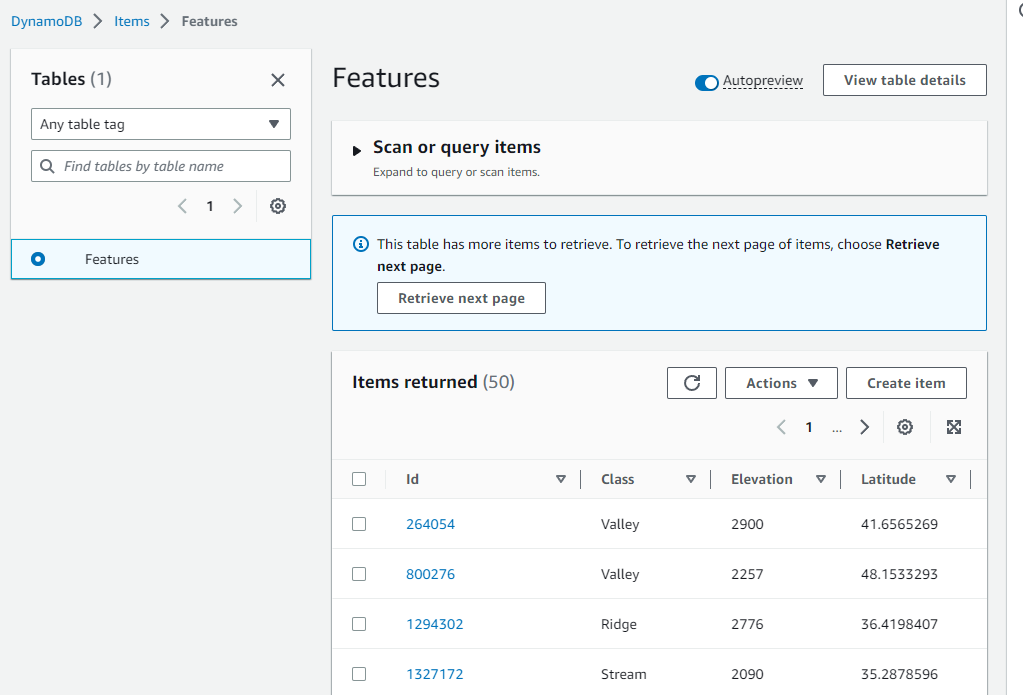 DynamoDB > Items > Features
Tables (1)
Any table tag
Find tables by table name
1
Features
Features
Autopreview
View table details
Scan or query items
Expand to query or scan items.
This table has more items to retrieve. To retrieve the next page of items, choose Retrieve
next page.
Retrieve next page
Items returned (50)
Actions
Create item
1 ...
Id Class Elevation Latitude
264054 Valley 2900 41.6565269
800276 Valley 2257 48.1533293
1294302 Ridge 2776 36.4198407
1327172 Stream 2090 35.2878596